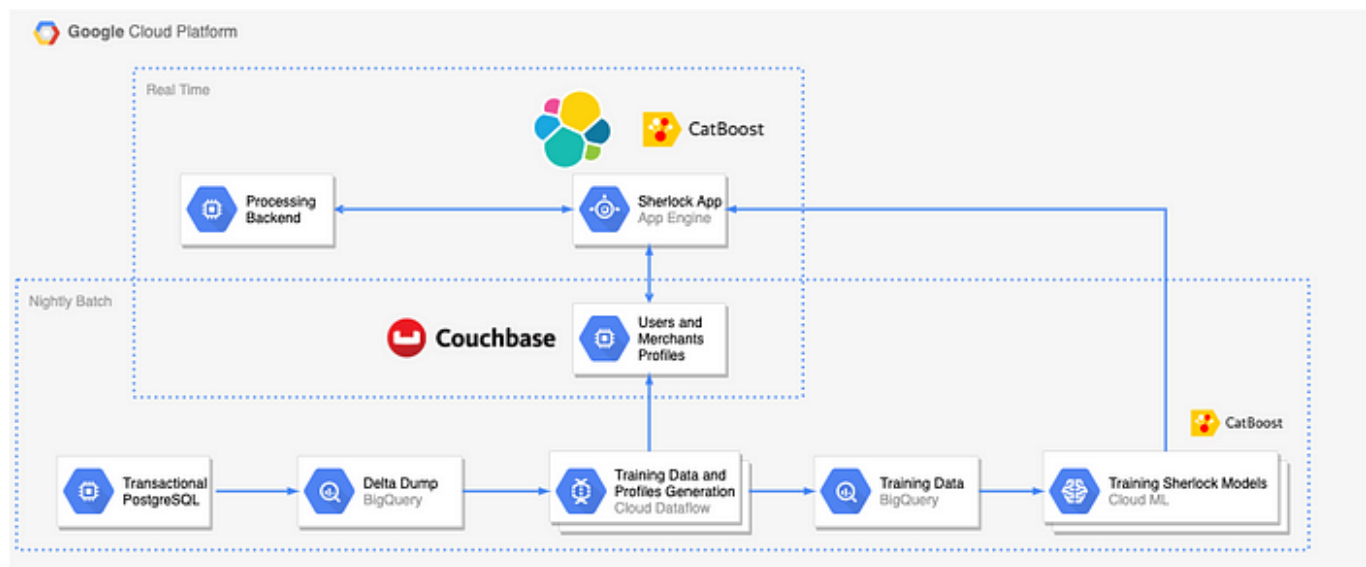 Google Cloud Platform
Real Time
CatBoost
Processing
Backend
Sherlock App
App Engine
Nightly Batch
Couchbase
Users and
Merchants
Profiles
CatBoost
Transactional
PostgreSQL
Delta Dump
BigQuery
Training Data and
Profiles Generation
Cloud Dataflow
Training Data
BigQuery
Training Sherlock Models
Cloud ML